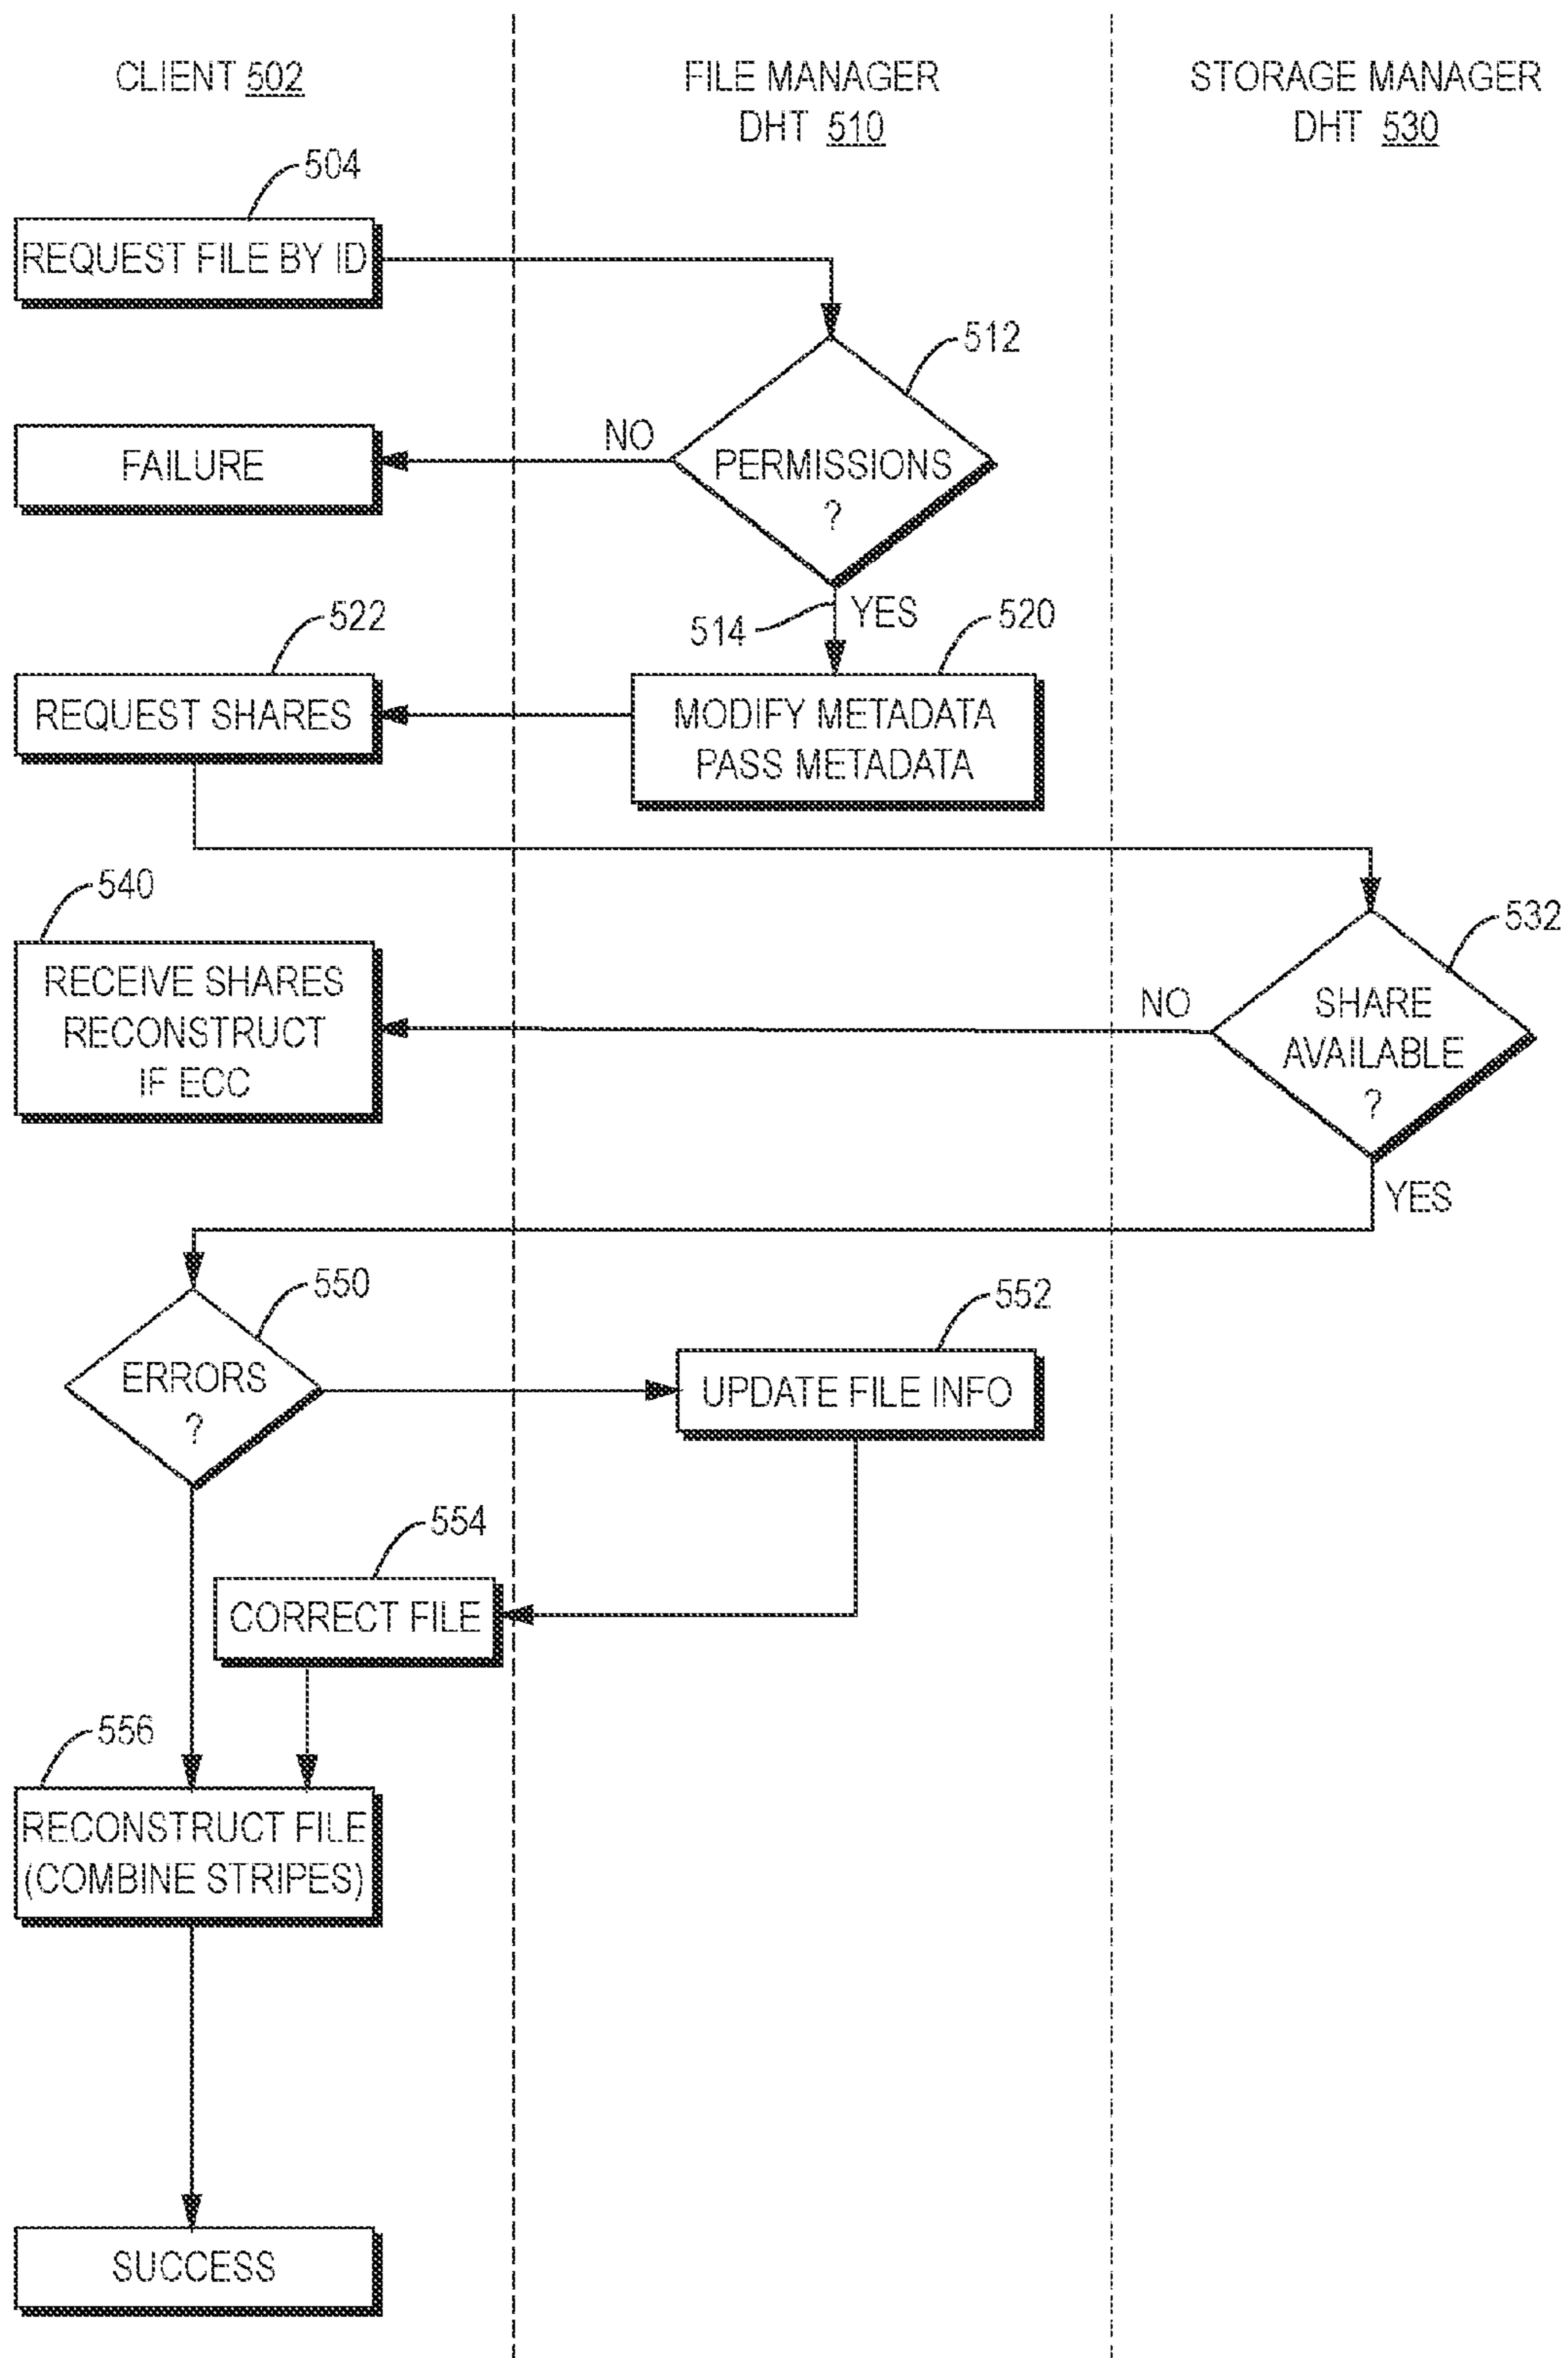 CLIENT 502
FILE MANAGER
DHT 510
STORAGE MANAGER
DHT 530
504
REQUEST FILE BY ID
512
PERMISSIONS
?
NO
FAILURE
514
YES
520
522
REQUEST SHARES
MODIFY METADATA
PASS METADATA
540
RECEIVE SHARES
RECONSTRUCT
IF ECC
532
SHARE
AVAILABLE
?
NO
YES
550
ERRORS
?
552
UPDATE FILE INFO
554
CORRECT FILE
556
RECONSTRUCT FILE
(COMBINE STRIPES)
SUCCESS